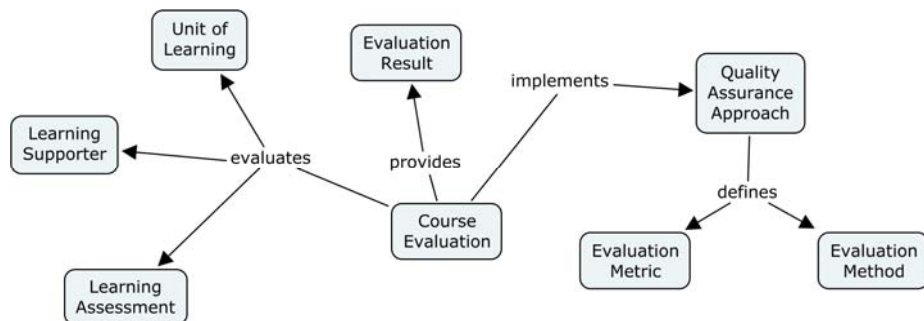 Unit of
Learning
Evaluation
Result
implements
Quality
Assurance
Approach
Learning
Supporter
evaluates
provides
defines
Course
Evaluation
Evaluation
Metric
Evaluation
Method
Learning
Assessment